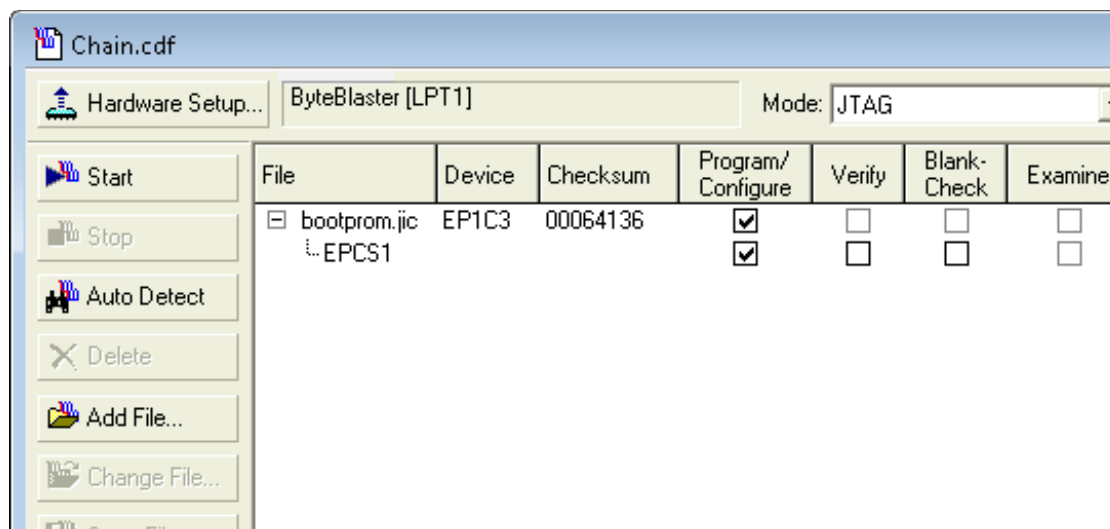 Chain.cdf
Hardware Setup... ByteBlaster [LPT1] Mode: JTAG
Start
Stop
Auto Detect
Delete
Add File...
Change File...
File Device Checksum Program/ Configure Verify Blank- Check Examine
bootprom.jic EP1C3 00064136
EPCS1